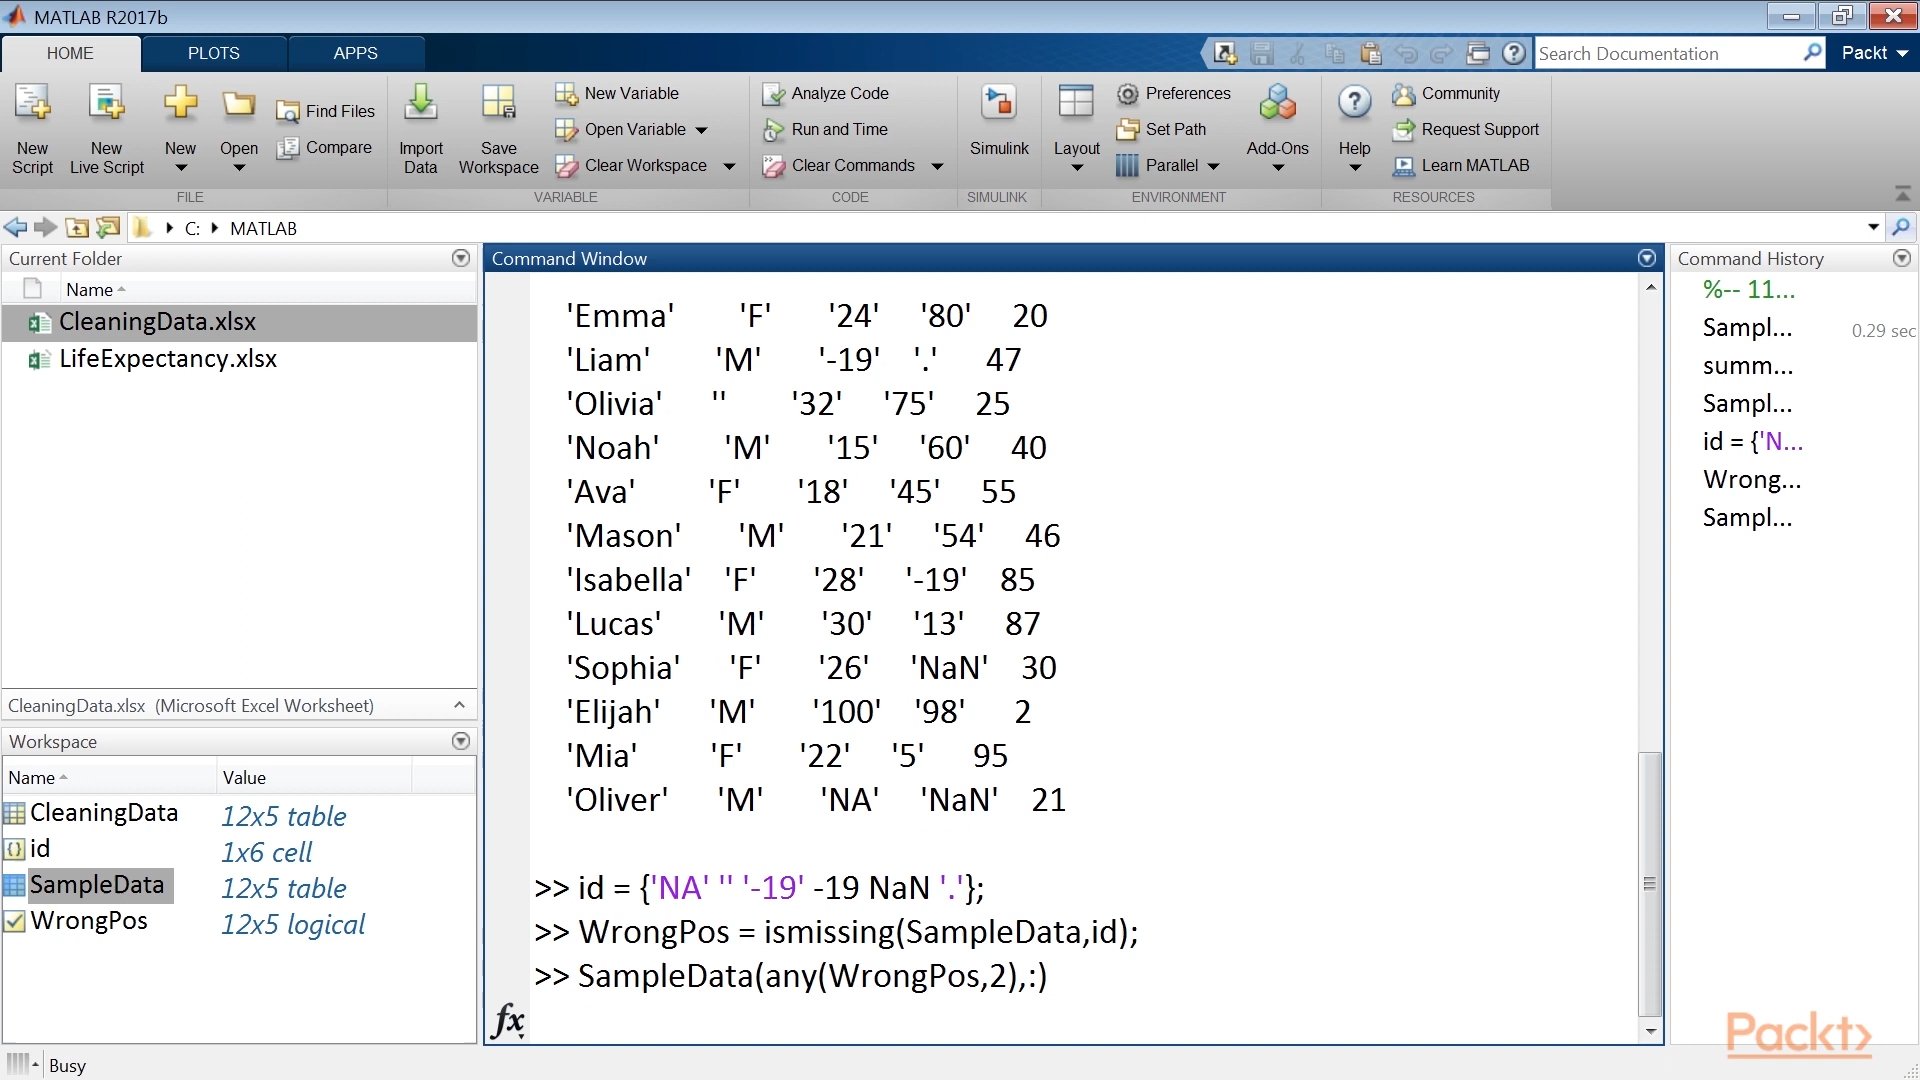 MATLAB R2017b
HOME PLOTS APPS
Search Documentation Packt
New Script
New Live Script
New
Open
Find Files
Compare
FILE
Import Data
Save Workspace
New Variable
Open Variable
Clear Workspace
VARIABLE
Analyze Code
Run and Time
Clear Commands
CODE
Simulink
SIMULINK
Layout
Preferences
Set Path
Parallel
Add-Ons
ENVIRONMENT
Help
Community
Request Support
Learn MATLAB
RESOURCES
C: MATLAB
Current Folder
Name
CleaningData.xlsx
LifeExpectancy.xlsx
CleaningData.xlsx (Microsoft Excel Worksheet)
Workspace
Name Value
CleaningData 12x5 table
id 1x6 cell
SampleData 12x5 table
WrongPos 12x5 logical
Command Window
'Emma' 'F' '24' '80' 20
'Liam' 'M' '-19' '.' 47
'Olivia' '' '32' '75' 25
'Noah' 'M' '15' '60' 40
'Ava' 'F' '18' '45' 55
'Mason' 'M' '21' '54' 46
'Isabella' 'F' '28' '-19' 85
'Lucas' 'M' '30' '13' 87
'Sophia' 'F' '26' 'NaN' 30
'Elijah' 'M' '100' '98' 2
'Mia' 'F' '22' '5' 95
'Oliver' 'M' 'NA' 'NaN' 21
>> id = {'NA' '' '-19' -19 NaN '.'};
>> WrongPos = ismissing(SampleData,id);
>> SampleData(any(WrongPos,2),:)
fx
Command History
%-- 11...
Sampl... 0.29 sec
summ...
Sampl...
id = {'N...
Wrong...
Sampl...
Packt>
Busy